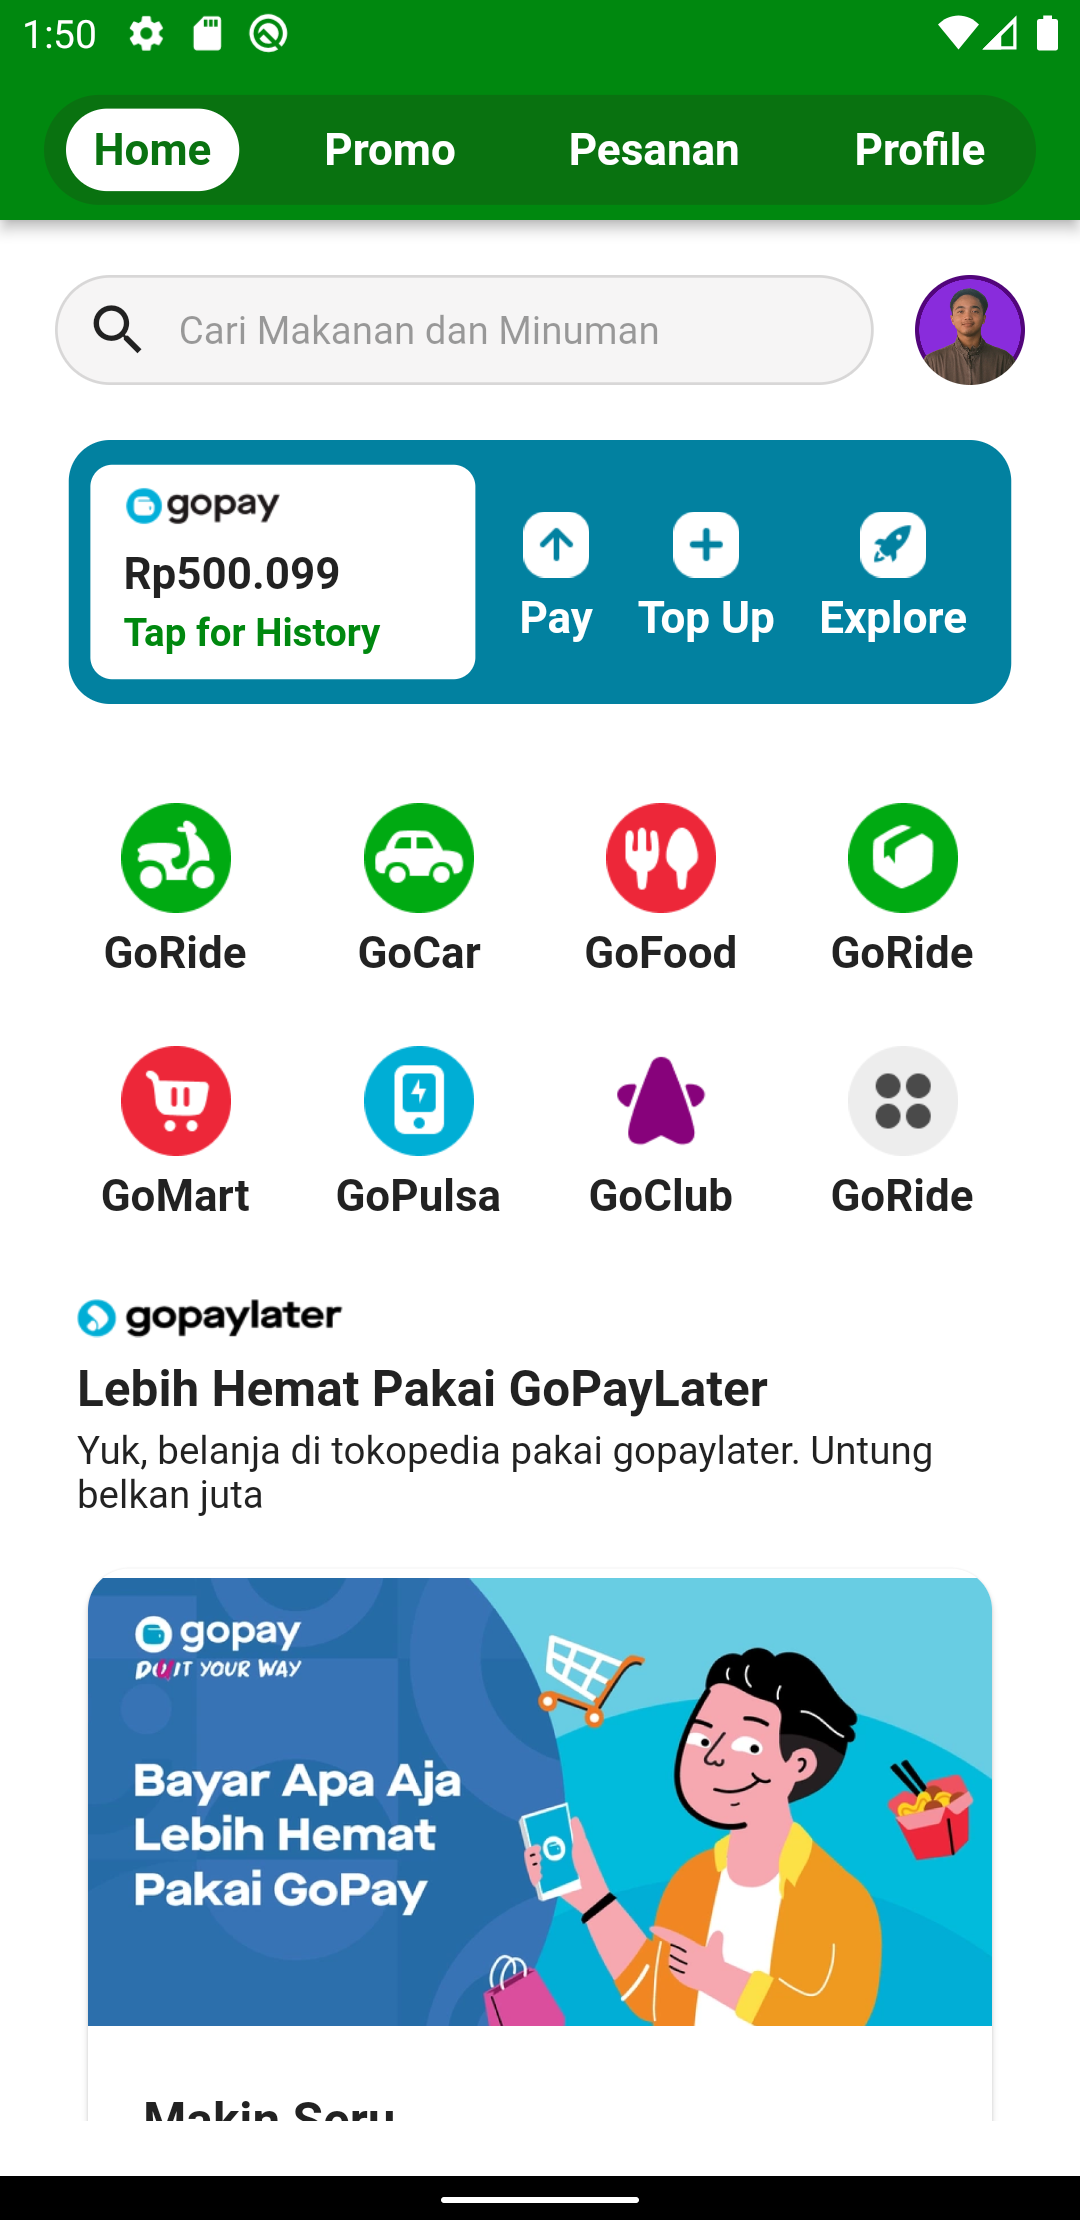 1:50
Home Promo Pesanan Profile
Cari Makanan dan Minuman
gopay
Rp500.099
Tap for History
Pay Top Up Explore
GoRide GoCar GoFood GoRide
GoMart GoPulsa GoClub GoRide
gopaylater
Lebih Hemat Pakai GoPayLater
Yuk, belanja di tokopedia pakai gopaylater. Untung
belkan juta
gopay
DO IT YOUR WAY
Bayar Apa Aja
Lebih Hemat
Pakai GoPay
Makin Seru